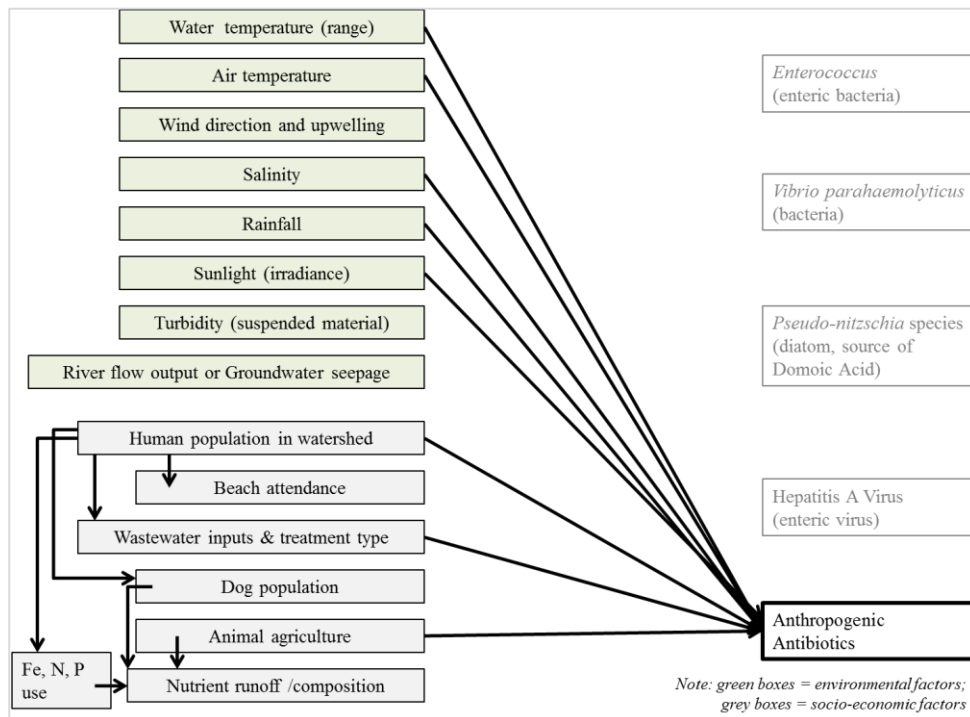 Water temperature (range)
Air temperature
Wind direction and upwelling
Salinity
Rainfall
Sunlight (irradiance)
Turbidity (suspended material)
River flow output or Groundwater seepage
Human population in watershed
Beach attendance
Wastewater inputs & treatment type
Dog population
Animal agriculture
Fe, N, P
use
Nutrient runoff /composition
Enterococcus
(enteric bacteria)
Vibrio parahaemolyticus
(bacteria)
Pseudo-nitzschia species
(diatom, source of
Domoic Acid)
Hepatitis A Virus
(enteric virus)
Anthropogenic
Antibiotics
Note: green boxes = environmental factors;
grey boxes = socio-economic factors